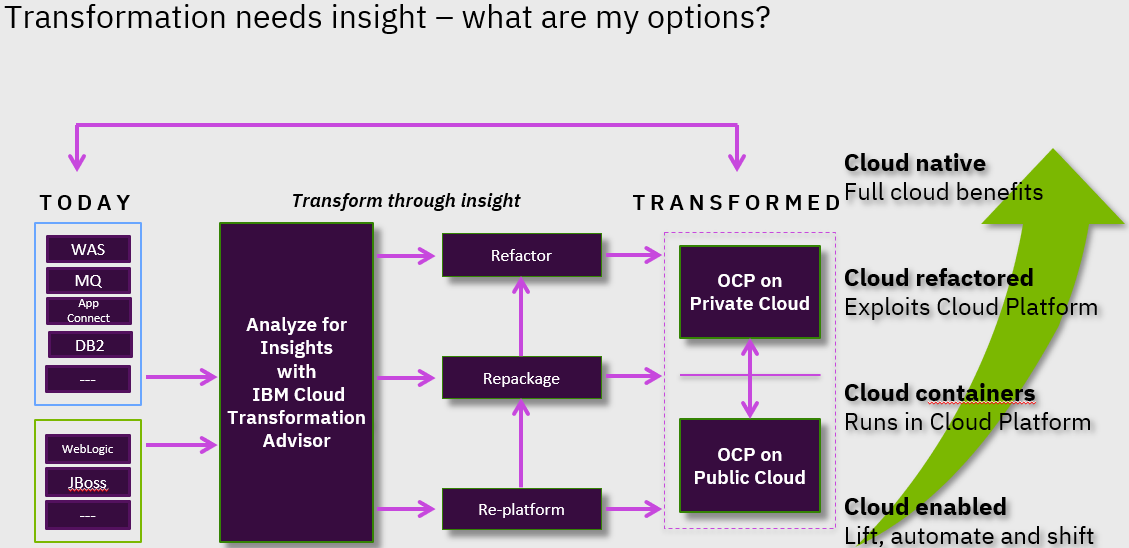 Transformation needs insight – what are my options?
TODAY
WAS
MQ
App
Connect
DB2
---
WebLogic
JBoss
---
Transform through insight
Analyze for
Insights
with
IBM Cloud
Transformation
Advisor
Refactor
Repackage
Re-platform
TRANSFORMED
OCP on
Private Cloud
OCP on
Public Cloud
Cloud native
Full cloud benefits
Cloud refactored
Exploits Cloud Platform
Cloud containers
Runs in Cloud Platform
Cloud enabled
Lift, automate and shift